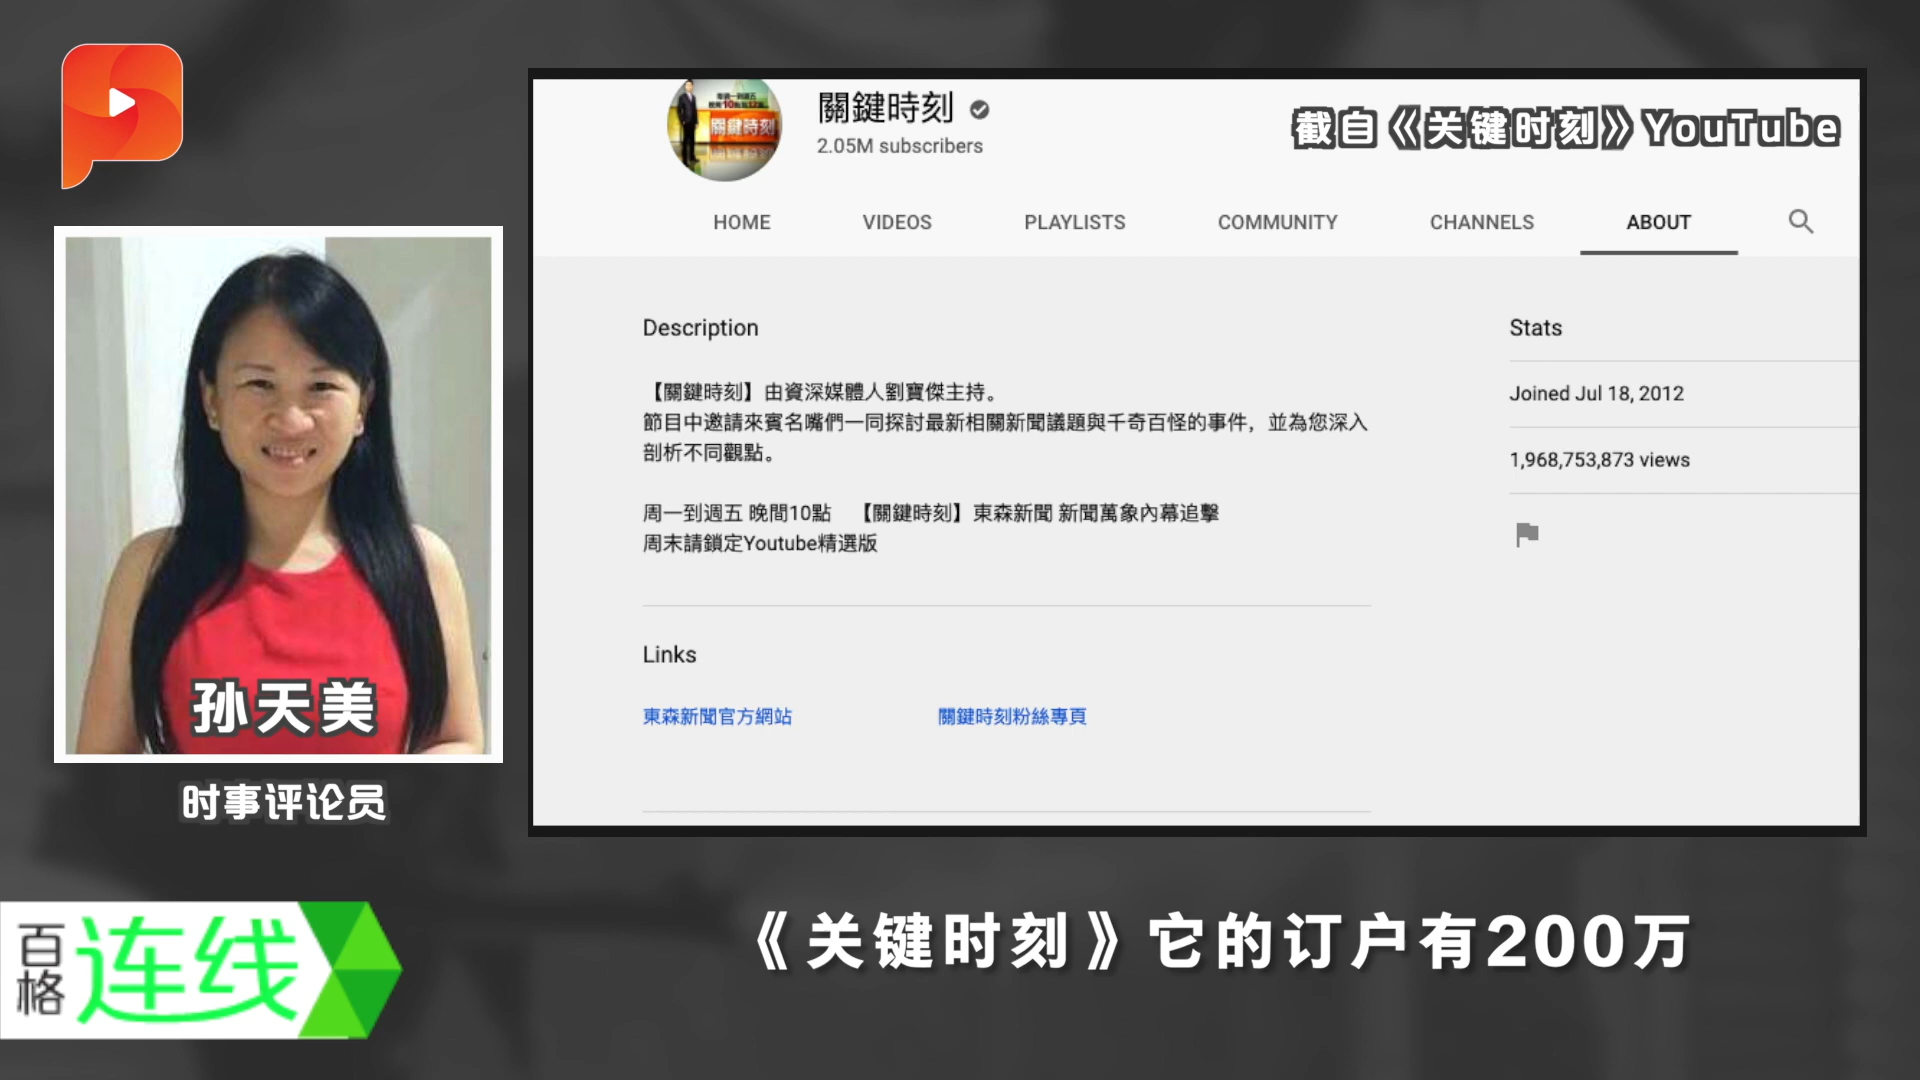 關鍵時刻
2.05M subscribers
截自《关键时刻》YouTube
關鍵時刻
HOME VIDEOS PLAYLISTS COMMUNITY CHANNELS ABOUT
Description
【關鍵時刻】由資深媒體人劉寶傑主持。
節目中邀請來賓名嘴們一同探討最新相關新聞議題與千奇百怪的事件，並為您深入
剖析不同觀點。
周一到週五 晚間10點 【關鍵時刻】東森新聞 新聞萬象內幕追擊
周末請鎖定Youtube精選版
Links
東森新聞官方網站 關鍵時刻粉絲專頁
Stats
Joined Jul 18, 2012
1,968,753,873 views
孙天美
时事评论员
百格
连线
《关键时刻》它的订户有200万